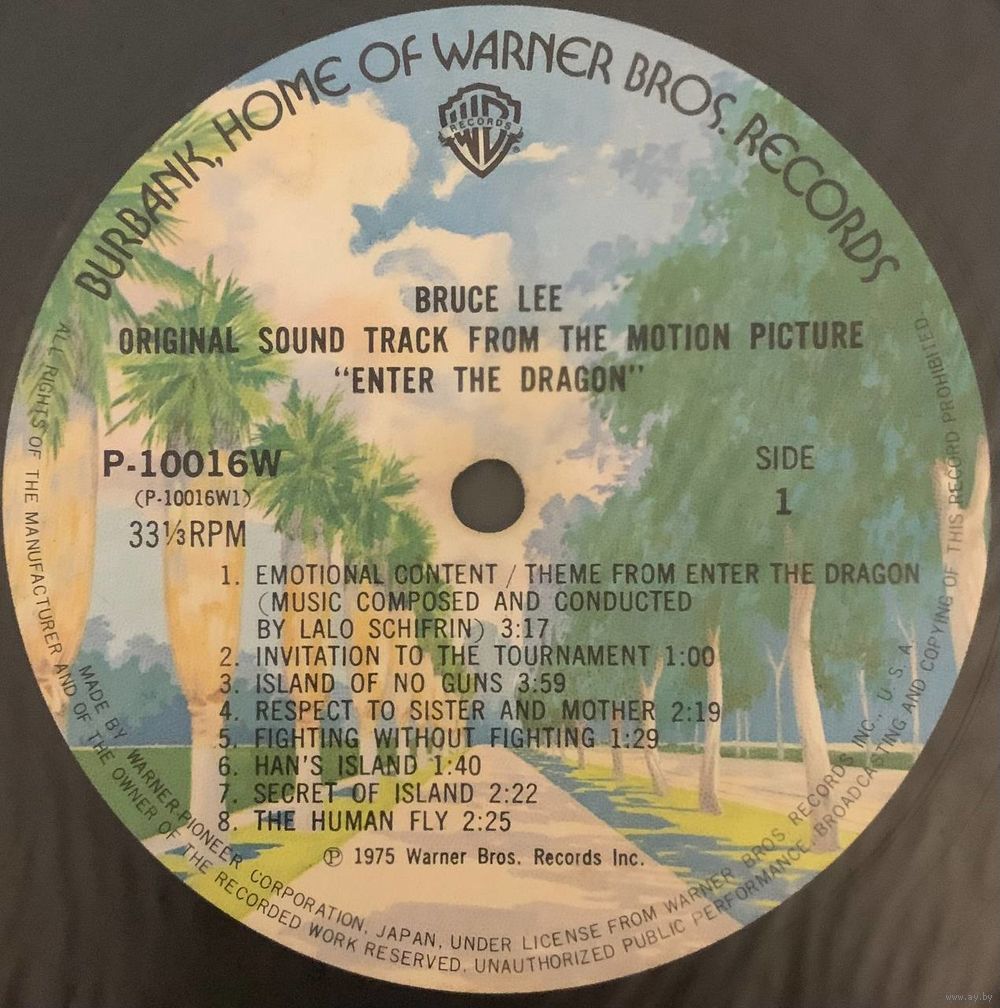 BURBANK, HOME OF WARNER BROS. RECORDS
WB
RECORDS
®
BRUCE LEE
ORIGINAL SOUND TRACK FROM THE MOTION PICTURE
“ENTER THE DRAGON”
P-10016W
(P-10016W1)
33⅓RPM
SIDE
1
1. EMOTIONAL CONTENT / THEME FROM ENTER THE DRAGON
(MUSIC COMPOSED AND CONDUCTED
BY LALO SCHIFRIN) 3:17
2. INVITATION TO THE TOURNAMENT 1:00
3. ISLAND OF NO GUNS 3:59
4. RESPECT TO SISTER AND MOTHER 2:19
5. FIGHTING WITHOUT FIGHTING 1:29
6. HAN'S ISLAND 1:40
7. SECRET OF ISLAND 2:22
8. THE HUMAN FLY 2:25
℗ 1975 Warner Bros. Records Inc.
MADE BY WARNER-PIONEER CORPORATION, JAPAN, UNDER LICENSE FROM WARNER BROS RECORDS INC., U. S. A.
ALL RIGHTS OF THE MANUFACTURER AND OF THE OWNER OF THE RECORDED WORK RESERVED. UNAUTHORIZED PUBLIC PERFORMANCE, BROADCASTING AND COPYING OF THIS RECORD PROHIBITED.
www.ay.by